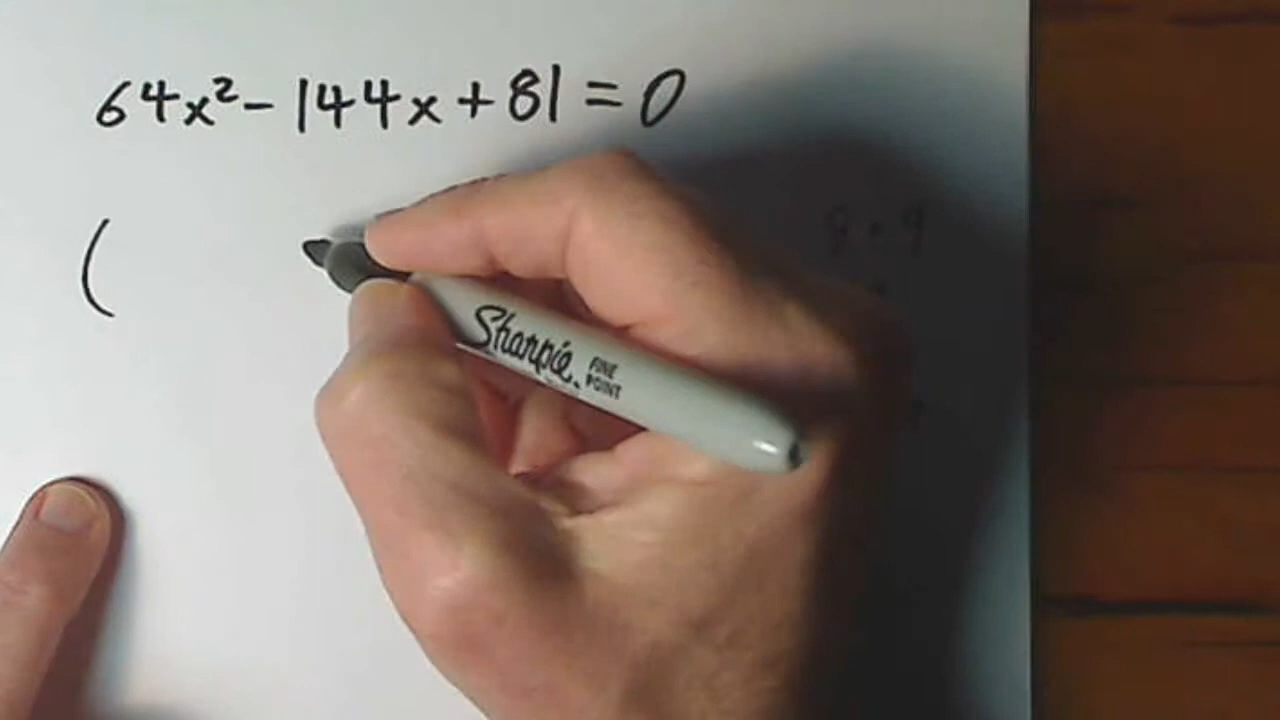 64x² - 144x + 81 = 0
(
Sharpie.
FINE
POINT